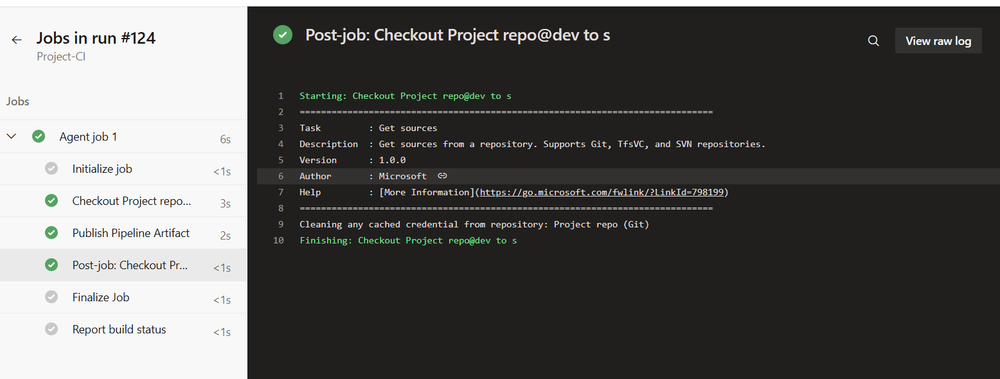 Jobs in run #124
Project-CI
Jobs
Agent job 1 6s
Initialize job <1s
Checkout Project repo... 3s
Publish Pipeline Artifact 2s
Post-job: Checkout Pr... <1s
Finalize Job <1s
Report build status <1s
Post-job: Checkout Project repo@dev to s
View raw log
1 Starting: Checkout Project repo@dev to s
2 ==============================================================================
3 Task : Get sources
4 Description : Get sources from a repository. Supports Git, TfsVC, and SVN repositories.
5 Version : 1.0.0
6 Author : Microsoft
7 Help : [More Information](https://go.microsoft.com/fwlink/?LinkId=798199)
8 ==============================================================================
9 Cleaning any cached credential from repository: Project repo (Git)
10 Finishing: Checkout Project repo@dev to s